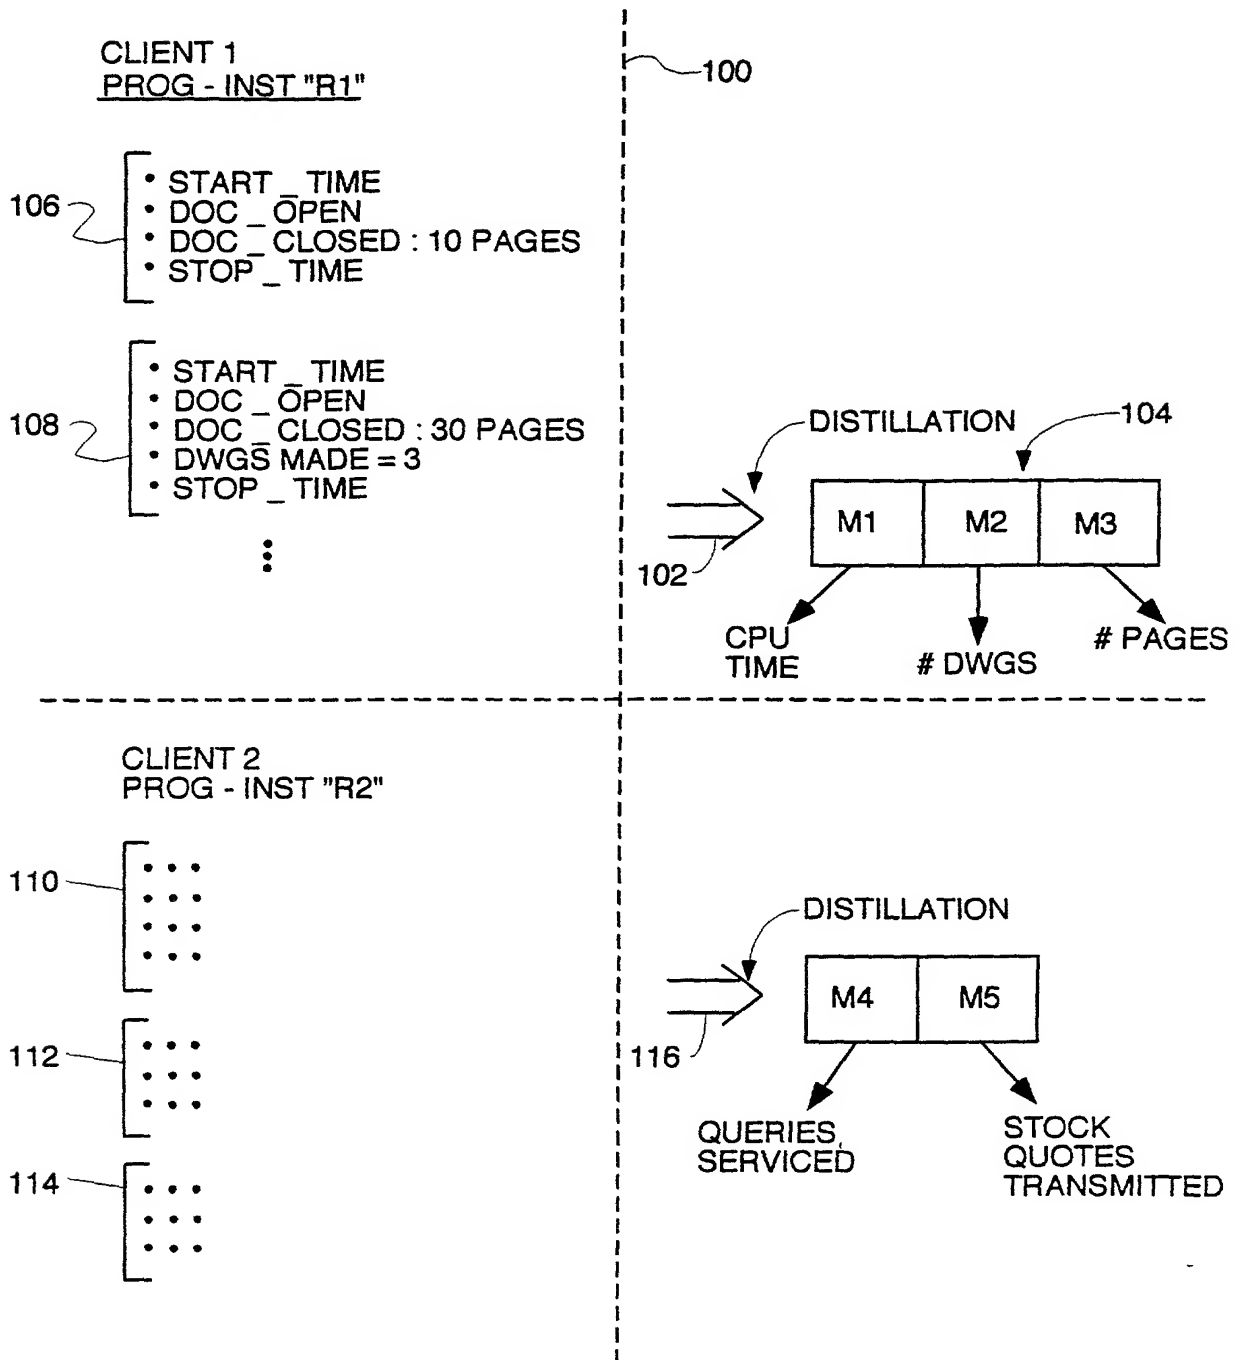 CLIENT 1
PROG - INST "R1"
100
106
• START _ TIME
• DOC _ OPEN
• DOC _ CLOSED : 10 PAGES
• STOP _ TIME
108
• START _ TIME
• DOC _ OPEN
• DOC _ CLOSED : 30 PAGES
• DWGS MADE = 3
• STOP _ TIME
DISTILLATION
104
102
M1 M2 M3
CPU
TIME
# DWGS
# PAGES
CLIENT 2
PROG - INST "R2"
110
112
114
DISTILLATION
116
M4 M5
QUERIES,
SERVICED
STOCK
QUOTES
TRANSMITTED